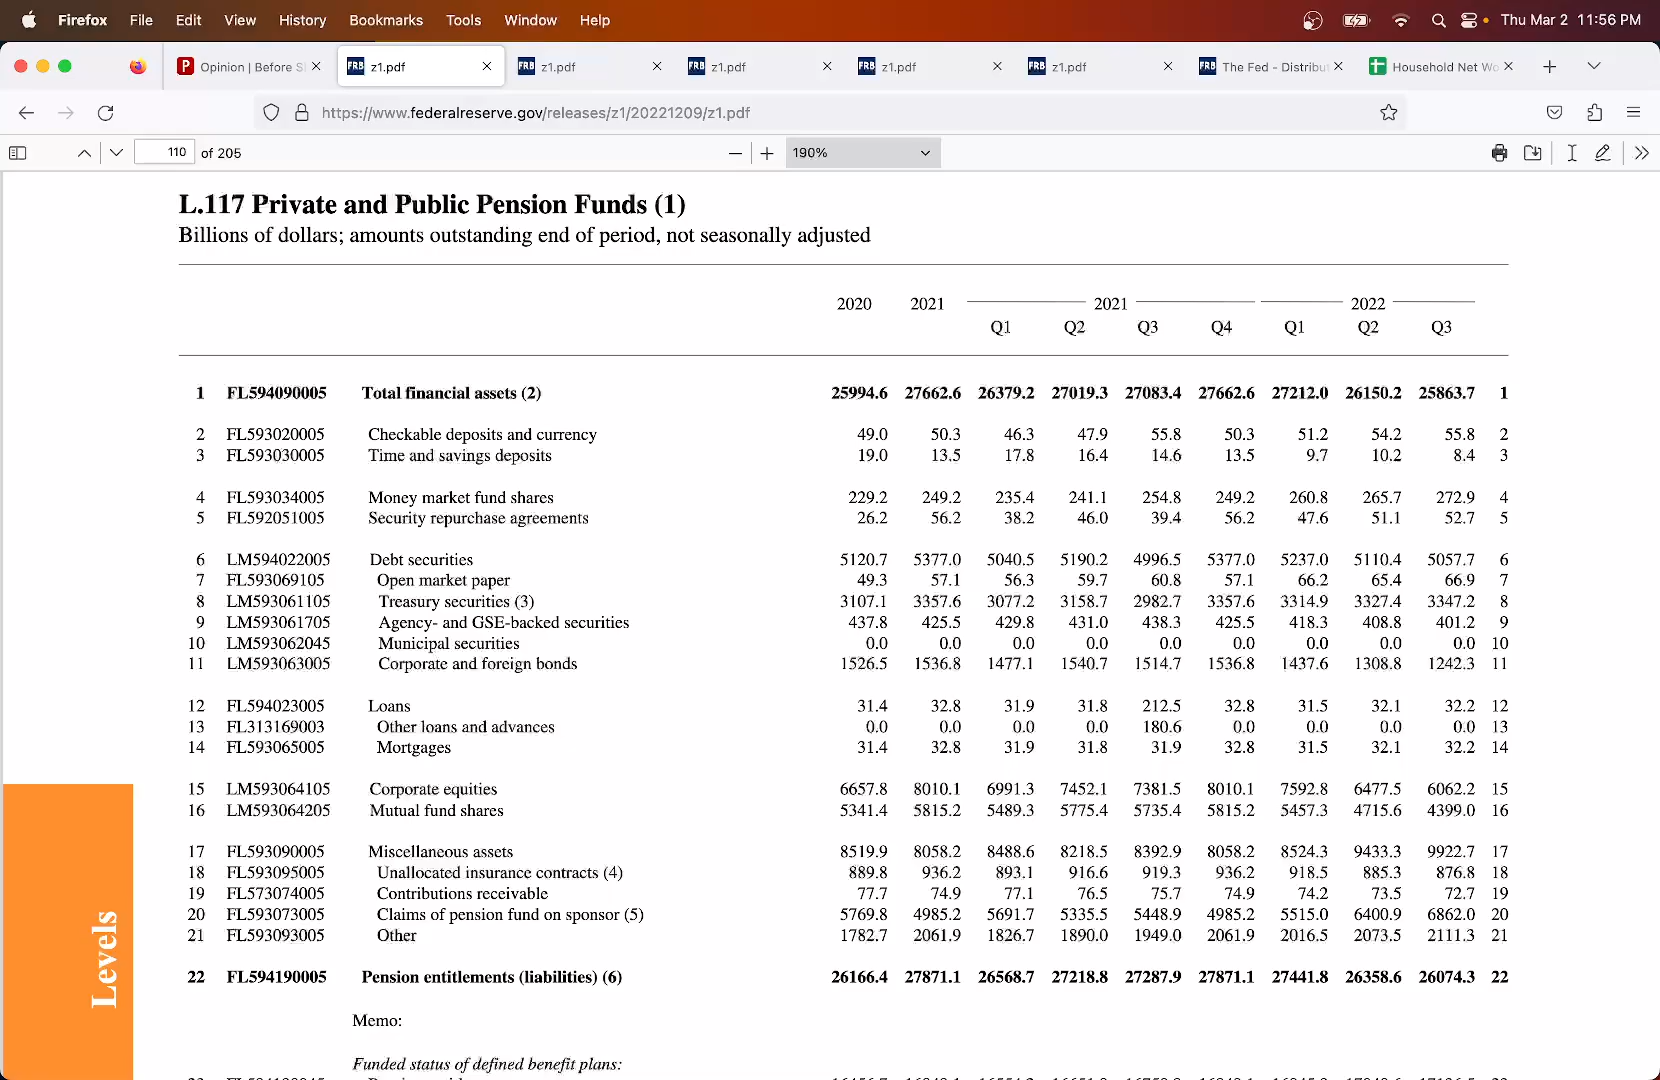 Firefox File Edit View History Bookmarks Tools Window Help Thu Mar 2 11:56 PM
Opinion | Before S z1.pdf z1.pdf z1.pdf z1.pdf z1.pdf The Fed - Distribut Household Net Wo
https://www.federalreserve.gov/releases/z1/20221209/z1.pdf
110 of 205 190%
L.117 Private and Public Pension Funds (1)
Billions of dollars; amounts outstanding end of period, not seasonally adjusted
2020 2021 2021 2022
Q1 Q2 Q3 Q4 Q1 Q2 Q3
1 FL594090005 Total financial assets (2) 25994.6 27662.6 26379.2 27019.3 27083.4 27662.6 27212.0 26150.2 25863.7 1
2 FL593020005 Checkable deposits and currency 49.0 50.3 46.3 47.9 55.8 50.3 51.2 54.2 55.8 2
3 FL593030005 Time and savings deposits 19.0 13.5 17.8 16.4 14.6 13.5 9.7 10.2 8.4 3
4 FL593034005 Money market fund shares 229.2 249.2 235.4 241.1 254.8 249.2 260.8 265.7 272.9 4
5 FL592051005 Security repurchase agreements 26.2 56.2 38.2 46.0 39.4 56.2 47.6 51.1 52.7 5
6 LM594022005 Debt securities 5120.7 5377.0 5040.5 5190.2 4996.5 5377.0 5237.0 5110.4 5057.7 6
7 FL593069105 Open market paper 49.3 57.1 56.3 59.7 60.8 57.1 66.2 65.4 66.9 7
8 LM593061105 Treasury securities (3) 3107.1 3357.6 3077.2 3158.7 2982.7 3357.6 3314.9 3327.4 3347.2 8
9 LM593061705 Agency- and GSE-backed securities 437.8 425.5 429.8 431.0 438.3 425.5 418.3 408.8 401.2 9
10 LM593062045 Municipal securities 0.0 0.0 0.0 0.0 0.0 0.0 0.0 0.0 0.0 10
11 LM593063005 Corporate and foreign bonds 1526.5 1536.8 1477.1 1540.7 1514.7 1536.8 1437.6 1308.8 1242.3 11
12 FL594023005 Loans 31.4 32.8 31.9 31.8 212.5 32.8 31.5 32.1 32.2 12
13 FL313169003 Other loans and advances 0.0 0.0 0.0 0.0 180.6 0.0 0.0 0.0 0.0 13
14 FL593065005 Mortgages 31.4 32.8 31.9 31.8 31.9 32.8 31.5 32.1 32.2 14
15 LM593064105 Corporate equities 6657.8 8010.1 6991.3 7452.1 7381.5 8010.1 7592.8 6477.5 6062.2 15
16 LM593064205 Mutual fund shares 5341.4 5815.2 5489.3 5775.4 5735.4 5815.2 5457.3 4715.6 4399.0 16
17 FL593090005 Miscellaneous assets 8519.9 8058.2 8488.6 8218.5 8392.9 8058.2 8524.3 9433.3 9922.7 17
18 FL593095005 Unallocated insurance contracts (4) 889.8 936.2 893.1 916.6 919.3 936.2 918.5 885.3 876.8 18
19 FL573074005 Contributions receivable 77.7 74.9 77.1 76.5 75.7 74.9 74.2 73.5 72.7 19
20 FL593073005 Claims of pension fund on sponsor (5) 5769.8 4985.2 5691.7 5335.5 5448.9 4985.2 5515.0 6400.9 6862.0 20
21 FL593093005 Other 1782.7 2061.9 1826.7 1890.0 1949.0 2061.9 2016.5 2073.5 2111.3 21
22 FL594190005 Pension entitlements (liabilities) (6) 26166.4 27871.1 26568.7 27218.8 27287.9 27871.1 27441.8 26358.6 26074.3 22
Memo:
Funded status of defined benefit plans:
Levels